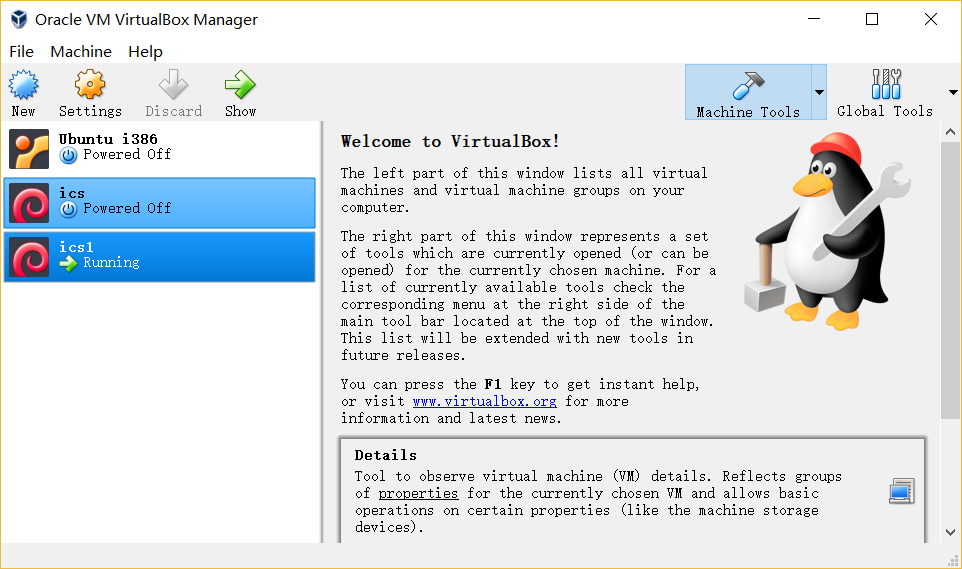 Oracle VM VirtualBox Manager
File Machine Help
New Settings Discard Show Machine Tools Global Tools
Ubuntu i386
Powered Off
ics
Powered Off
ics1
Running
Welcome to VirtualBox!
The left part of this window lists all virtual
machines and virtual machine groups on your
computer.
The right part of this window represents a set
of tools which are currently opened (or can be
opened) for the currently chosen machine. For a
list of currently available tools check the
corresponding menu at the right side of the
main tool bar located at the top of the window.
This list will be extended with new tools in
future releases.
You can press the F1 key to get instant help,
or visit www.virtualbox.org for more
information and latest news.
Details
Tool to observe virtual machine (VM) details. Reflects groups
of properties for the currently chosen VM and allows basic
operations on certain properties (like the machine storage
devices).